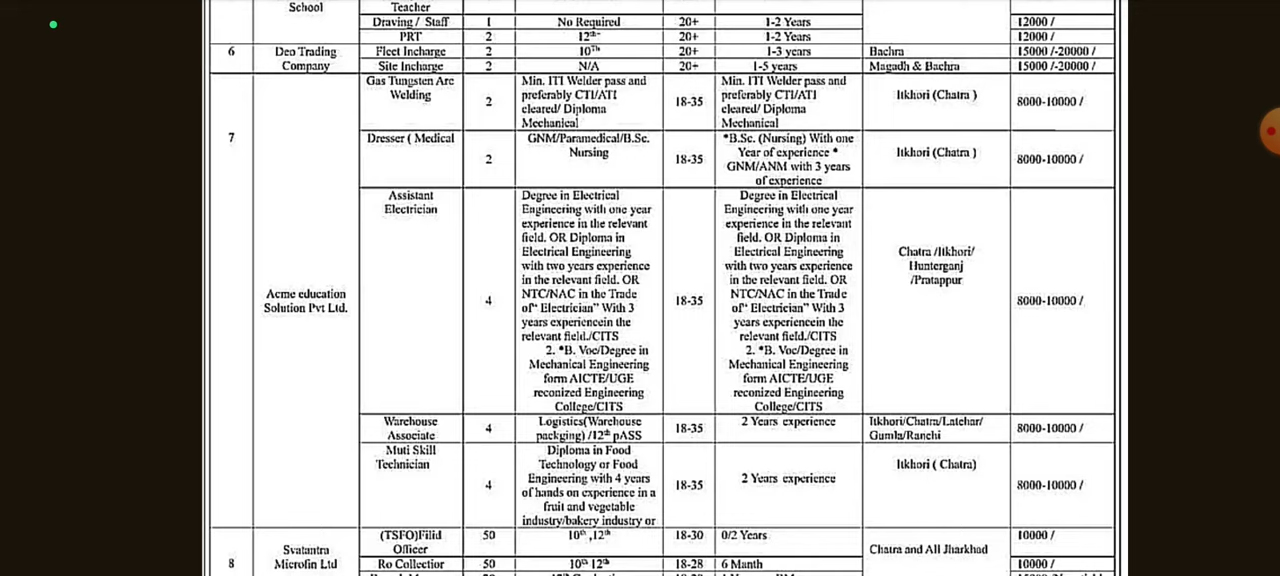 School
Teacher
Draving / Staff 1 No Required 20+ 1-2 Years 12000 /
PRT 2 12th- 20+ 1-2 Years 12000 /
6 Deo Trading Fleet Incharge 2 10Th 20+ 1-3 years Bachra 15000 /-20000 /
Company Site Incharge 2 N/A 20+ 1-5 years Magadh & Bachra 15000 /-20000 /
7
Acme education
Solution Pvt Ltd.
Gas Tungsten Arc
Welding
2
Min. ITI Welder pass and
preferably CTI/ATI
cleared/ Diploma
Mechanical
18-35
Min. ITI Welder pass and
preferably CTI/ATI
cleared/ Diploma
Mechanical
Itkhori (Chatra )
8000-10000 /
Dresser ( Medical
2
GNM/Paramedical/B.Sc.
Nursing
18-35
*B.Sc. (Nursing) With one
Year of experience *
GNM/ANM with 3 years
of experience
Itkhori (Chatra )
8000-10000 /
Assistant
Electrician
4
Degree in Electrical
Engineering with one year
experience in the relevant
field. OR Diploma in
Electrical Engineering
with two years experience
in the relevant field. OR
NTC/NAC in the Trade
of“ Electrician” With 3
years experiencein the
relevant field./CITS
2. *B. Voc/Degree in
Mechanical Engineering
form AICTE/UGE
reconized Engineering
College/CITS
18-35
Degree in Electrical
Engineering with one year
experience in the relevant
field. OR Diploma in
Electrical Engineering
with two years experience
in the relevant field. OR
NTC/NAC in the Trade
of“ Electrician” With 3
years experiencein the
relevant field./CITS
2. *B. Voc/Degree in
Mechanical Engineering
form AICTE/UGE
reconized Engineering
College/CITS
Chatra /Itkhori/
Hunterganj
/Pratappur
8000-10000 /
Warehouse
Associate
4
Logistics(Warehouse
packging) /12th pASS
18-35
2 Years experience
Itkhori/Chatra/Latehar/
Gumla/Ranchi
8000-10000 /
Muti Skill
Technician
4
Diploma in Food
Technology or Food
Engineering with 4 years
of hands on experience in a
fruit and vegetable
industry/bakery industry or
18-35
2 Years experience
Itkhori ( Chatra)
8000-10000 /
8
Svatantra
Microfin Ltd
(TSFO)Filid
Officer
50
10th ,12th
18-30
0/2 Years
Chatra and All Jharkhad
10000 /
Ro Collectior 50 10th 12th 18-28 6 Manth 10000 /